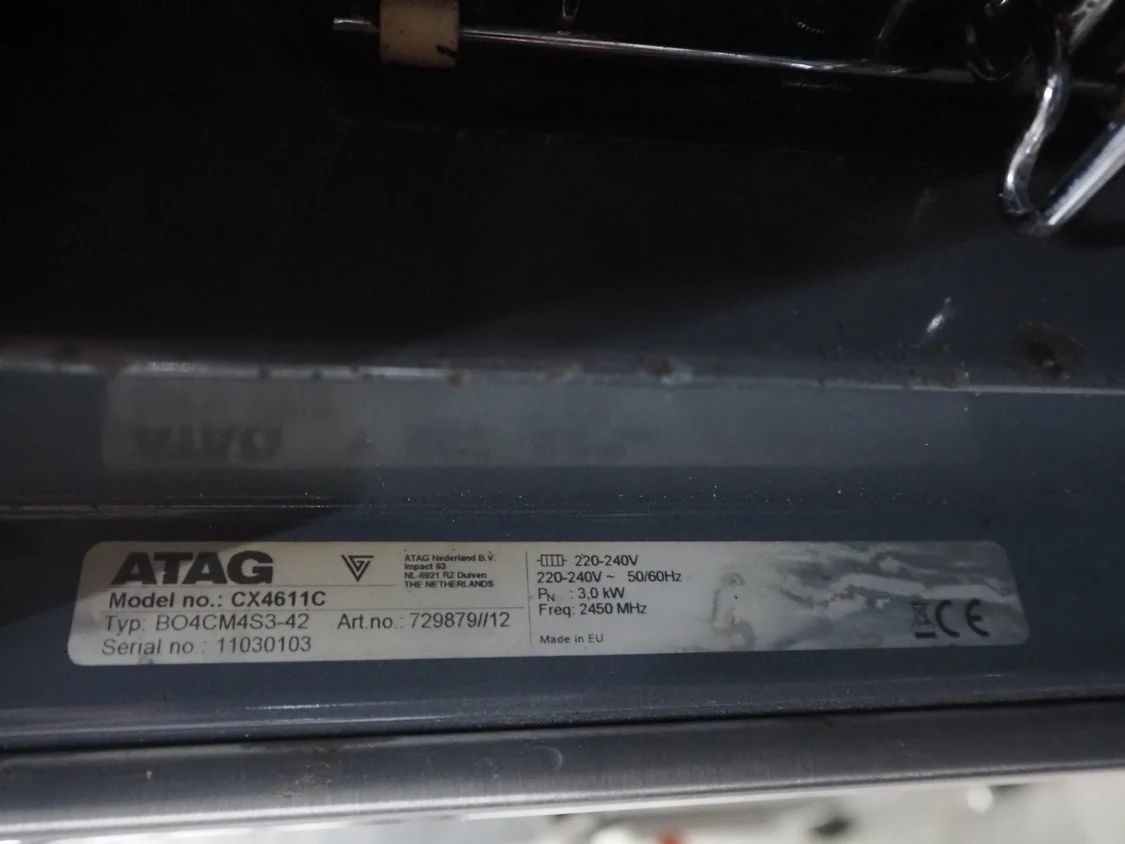 ATAG
Model no.: CX4611C
Typ: BO4CM4S3-42 Art.no.: 729879//12
Serial no : 11030103
ATAG Nederland B.V.
Impact 83
NL-6921 RZ Duiven
THE NETHERLANDS
220-240V
220-240V ~ 50/60Hz
PN : 3,0 kW
Freq: 2450 MHz
Made in EU
CE